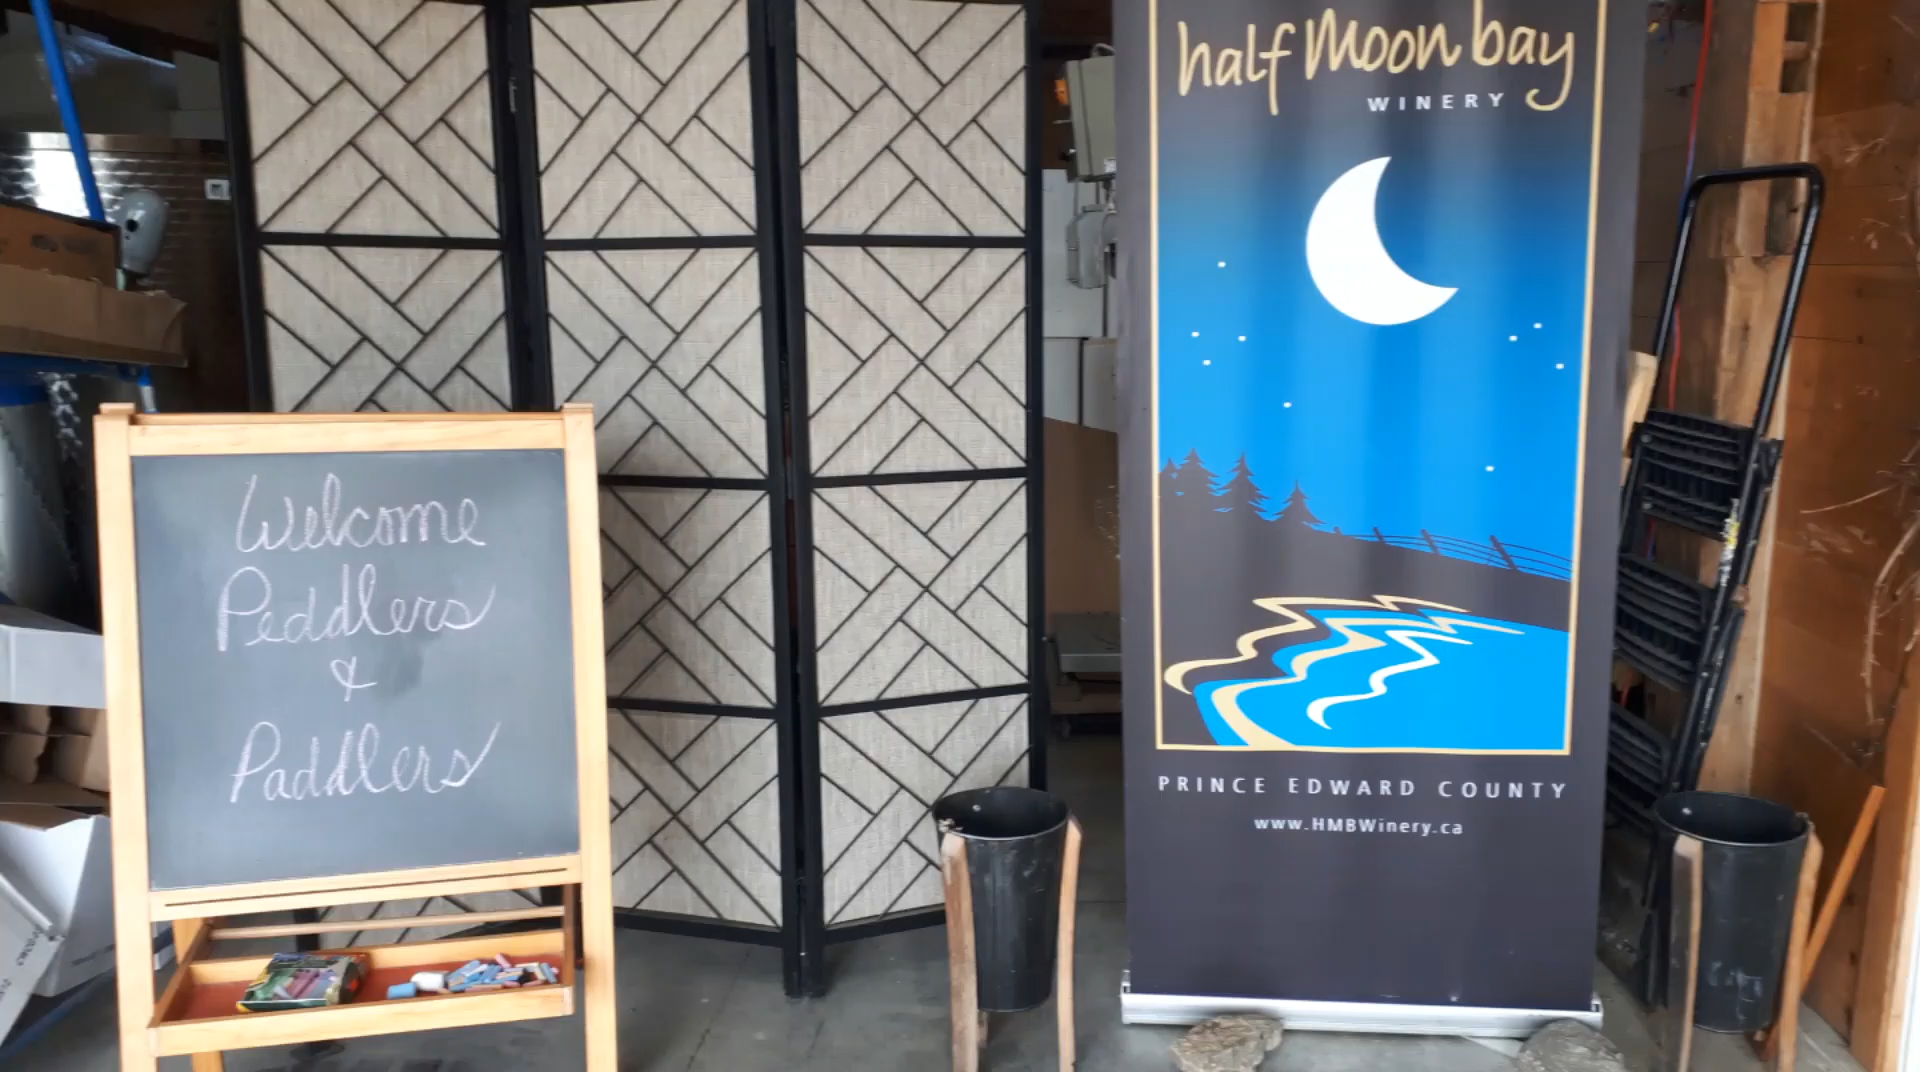 Welcome
Peddlers
&
Paddlers
half Moon bay
WINERY
PRINCE EDWARD COUNTY
www.HMBWinery.ca